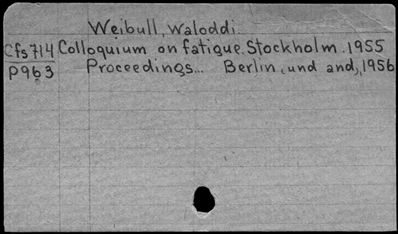 Weibull, Waloddi
Cfs714 Colloquium on fatigue. Stockholm. 1955
P963 Proceedings... Berlin, (und and), 1956